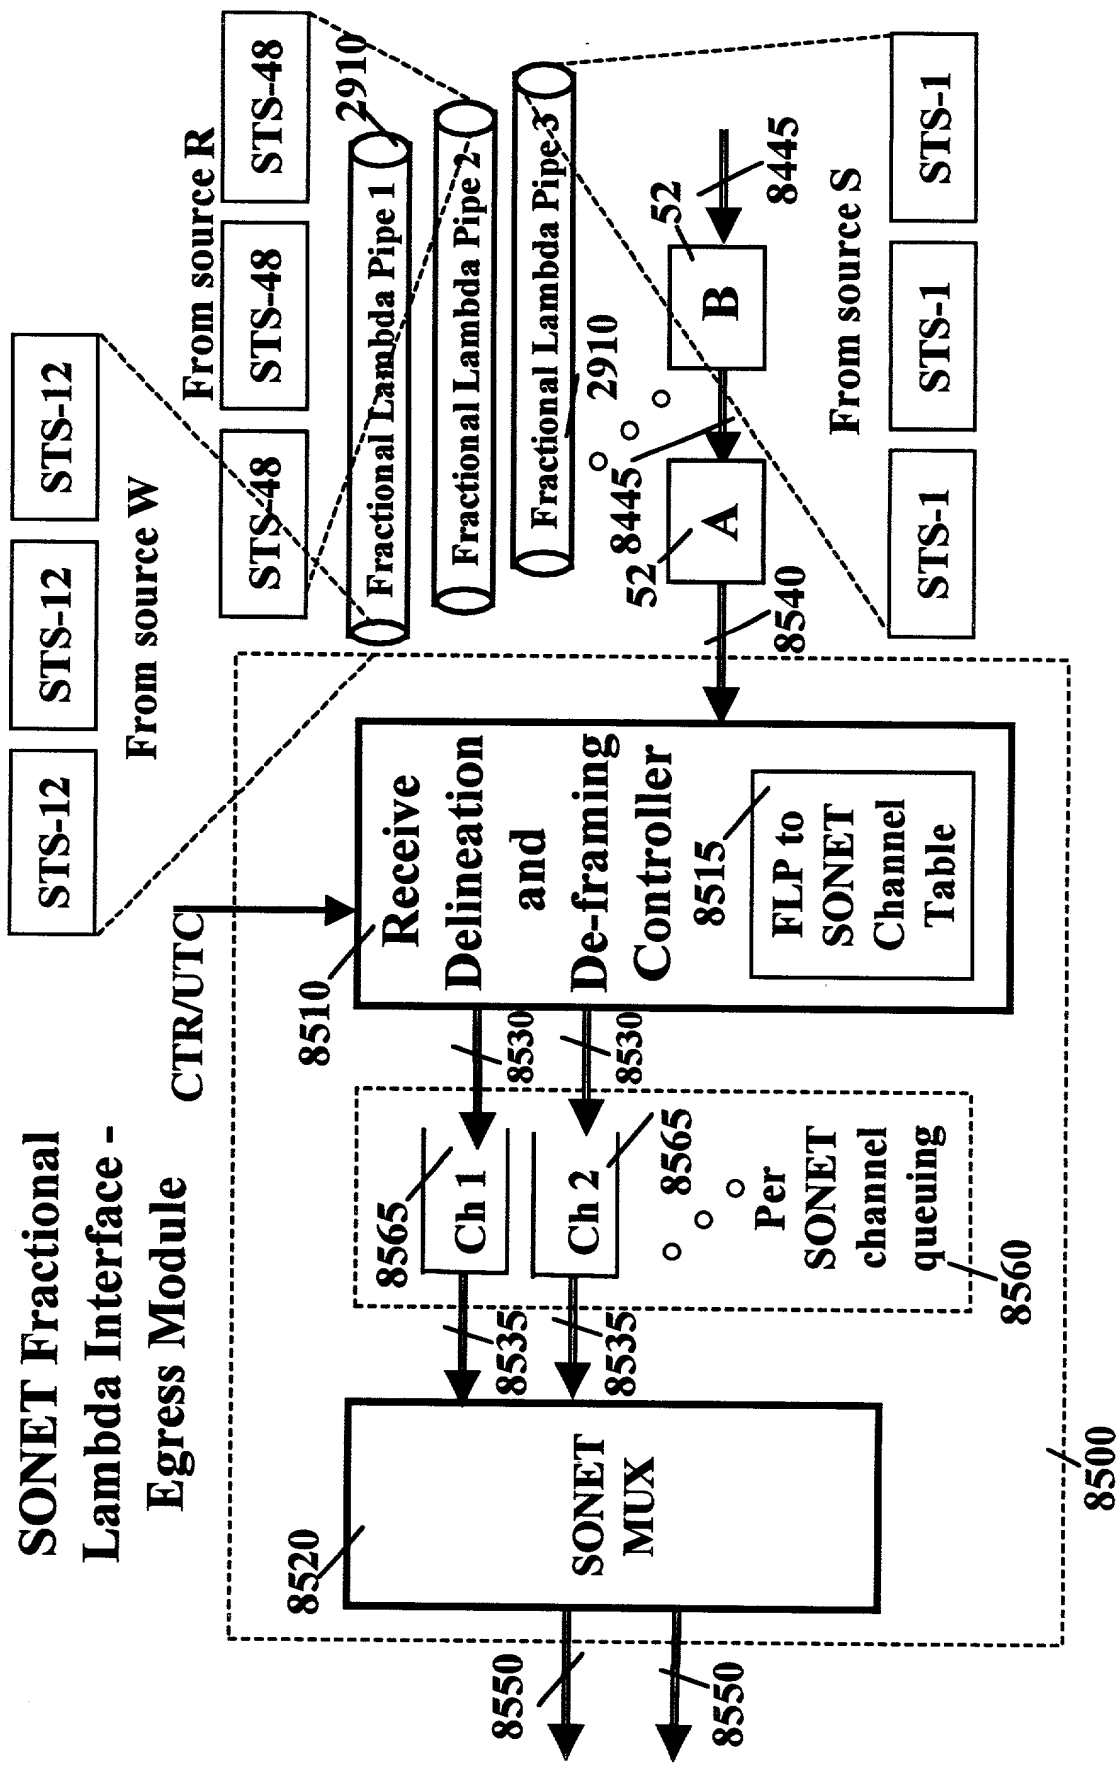 SONET Fractional
Lambda Interface -
Egress Module
STS-12
STS-12
STS-12
From source W
From source R
STS-48
STS-48
STS-48
CTR/UTC
2910
Fractional Lambda Pipe 1
Fractional Lambda Pipe 2
Fractional Lambda Pipe 3
2910
8520
SONET
MUX
8550
8550
8535
8535
8565
Ch 1
Ch 2
8565
Per
SONET
channel
queuing
8560
8530
8530
8510
Receive
Delineation
and
De-framing
Controller
8515
FLP to
SONET
Channel
Table
8540
52
A
8445
52
B
8445
From source S
STS-1
STS-1
STS-1
8500